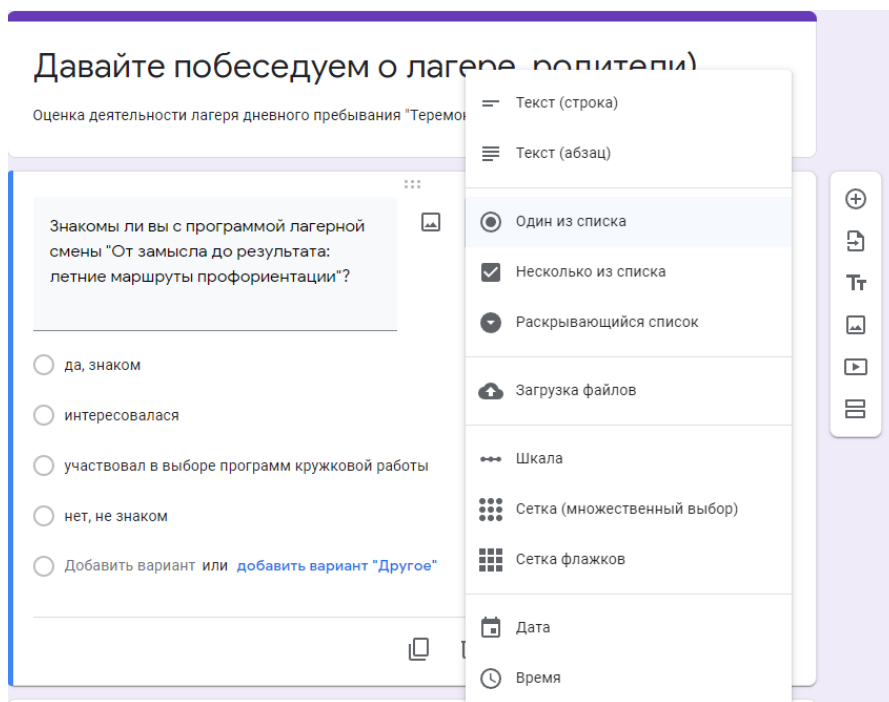 Давайте побеседуем о лагере, родители)
Оценка деятельности лагеря дневного пребывания "Теремо
Знакомы ли вы с программой лагерной
смены "От замысла до результата:
летние маршруты профориентации"?
да, знаком
интересовалася
участвовал в выборе программ кружковой работы
нет, не знаком
Добавить вариант или добавить вариант "Другое"
Текст (строка)
Текст (абзац)
Один из списка
Несколько из списка
Раскрывающийся список
Загрузка файлов
Шкала
Сетка (множественный выбор)
Сетка флажков
Дата
Время
Тт